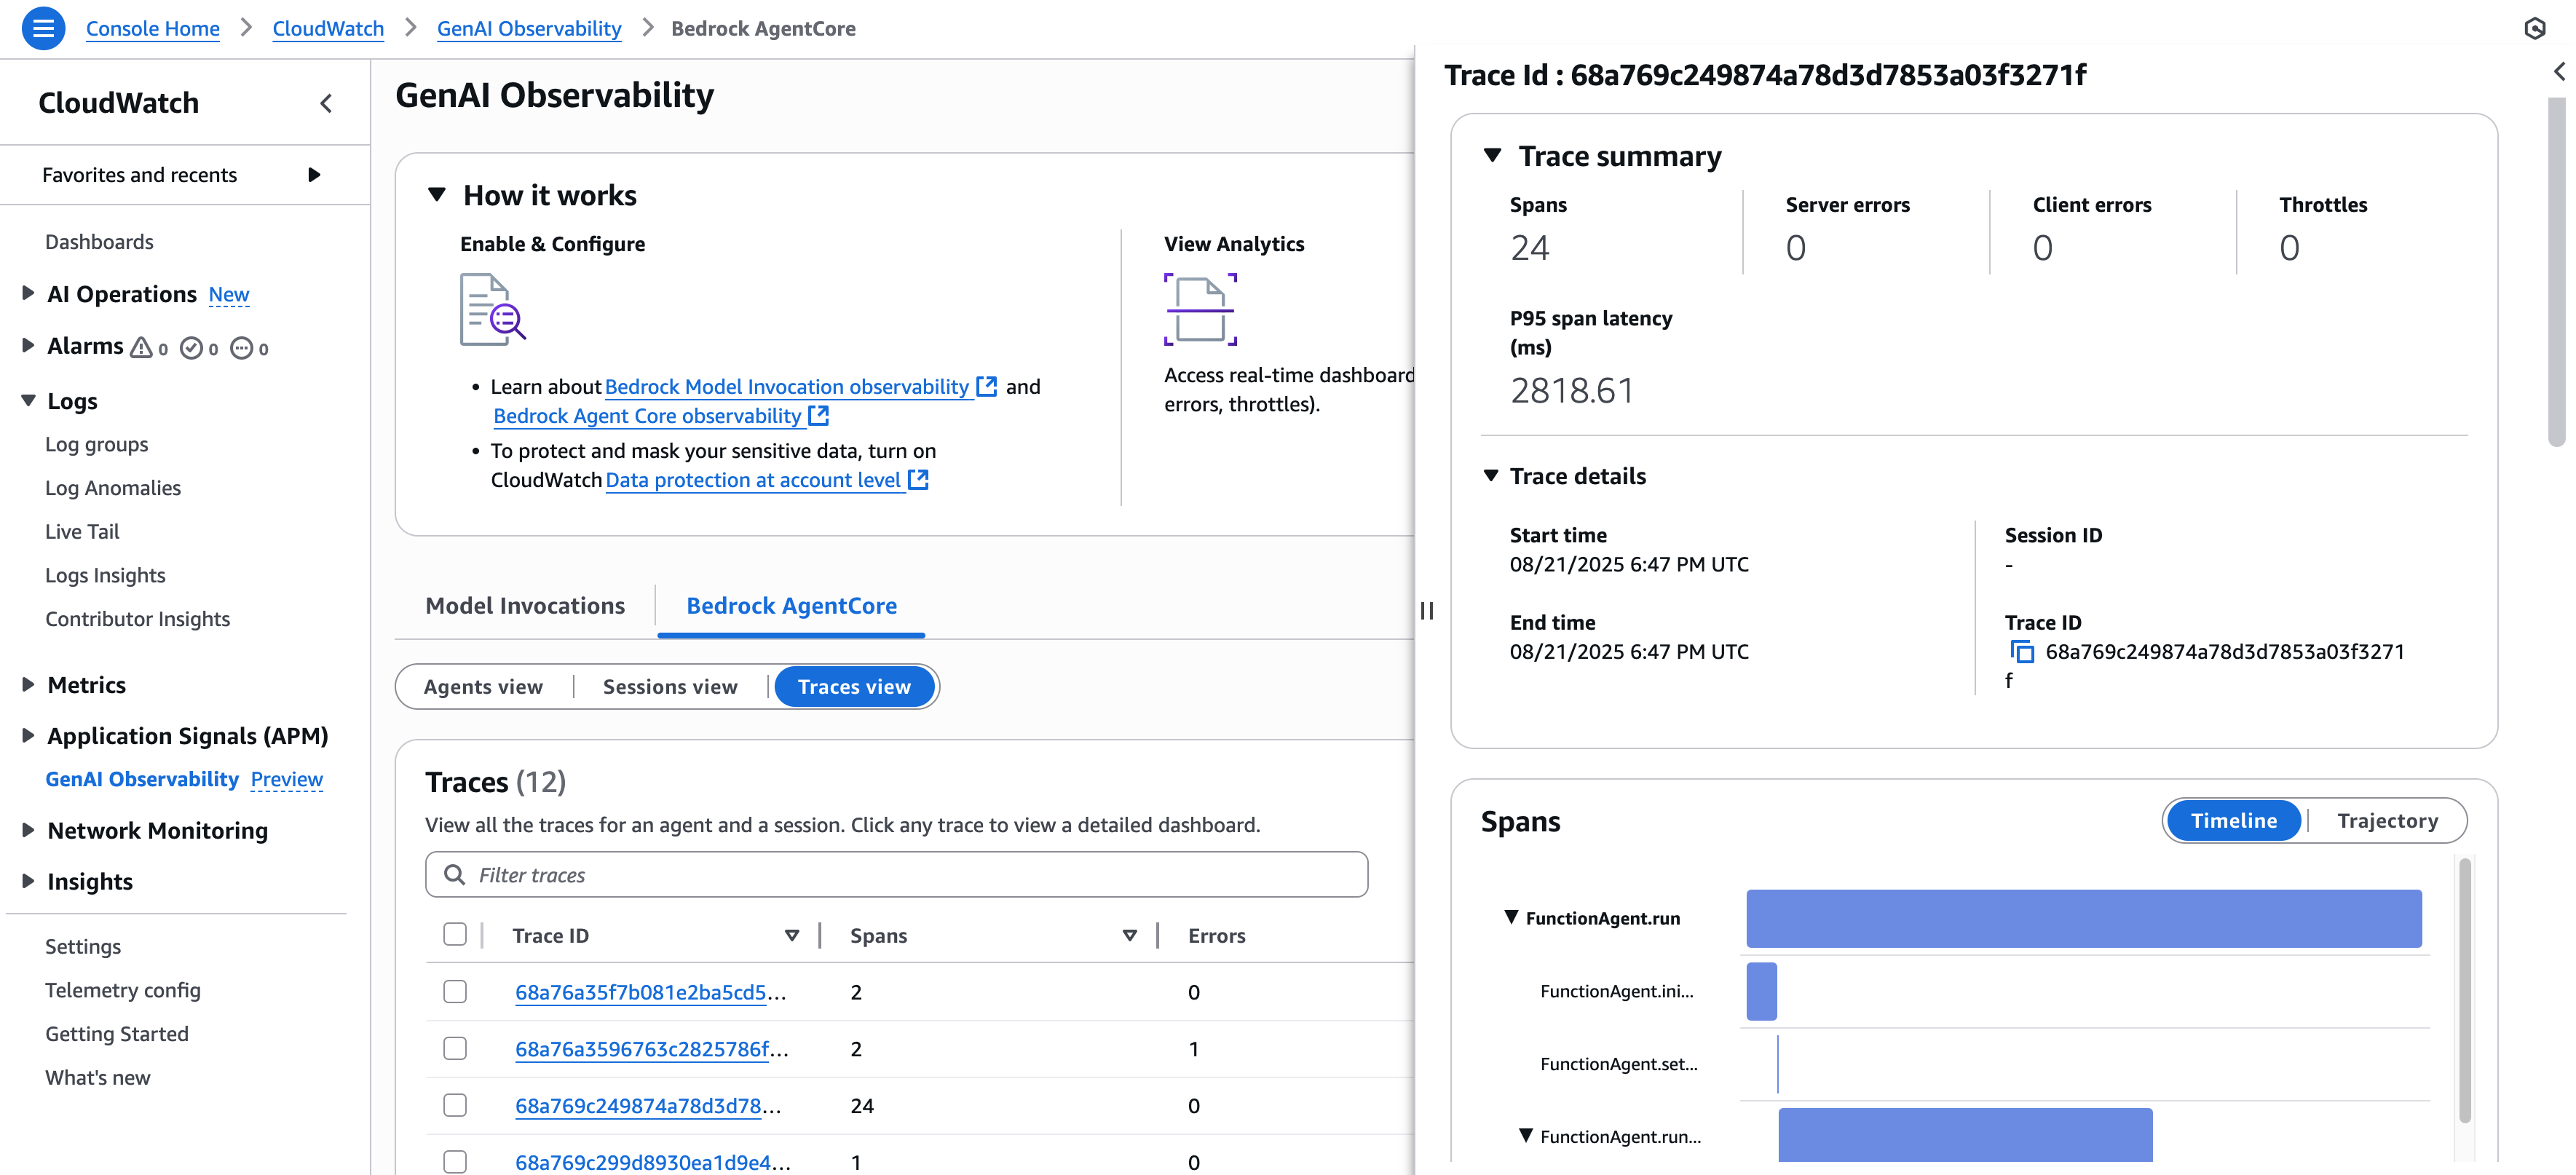 Console Home > CloudWatch > GenAI Observability > Bedrock AgentCore
CloudWatch
Favorites and recents
Dashboards
AI Operations New
Alarms 0 0 0
Logs
Log groups
Log Anomalies
Live Tail
Logs Insights
Contributor Insights
Metrics
Application Signals (APM)
GenAI Observability Preview
Network Monitoring
Insights
Settings
Telemetry config
Getting Started
What's new
GenAI Observability
How it works
Enable & Configure
• Learn about Bedrock Model Invocation observability and
Bedrock Agent Core observability
• To protect and mask your sensitive data, turn on
CloudWatch Data protection at account level
View Analytics
Access real-time dashboard
errors, throttles).
Model Invocations
Bedrock AgentCore
Agents view
Sessions view
Traces view
Traces (12)
View all the traces for an agent and a session. Click any trace to view a detailed dashboard.
Filter traces
Trace ID Spans Errors
68a76a35f7b081e2ba5cd5... 2 0
68a76a3596763c2825786f... 2 1
68a769c249874a78d3d78... 24 0
68a769c299d8930ea1d9e4... 1 0
Trace Id : 68a769c249874a78d3d7853a03f3271f
Trace summary
Spans
24
Server errors
0
Client errors
0
Throttles
0
P95 span latency
(ms)
2818.61
Trace details
Start time
08/21/2025 6:47 PM UTC
End time
08/21/2025 6:47 PM UTC
Session ID
-
Trace ID
68a769c249874a78d3d7853a03f3271
f
Spans
Timeline
Trajectory
FunctionAgent.run
FunctionAgent.ini...
FunctionAgent.set...
FunctionAgent.run...